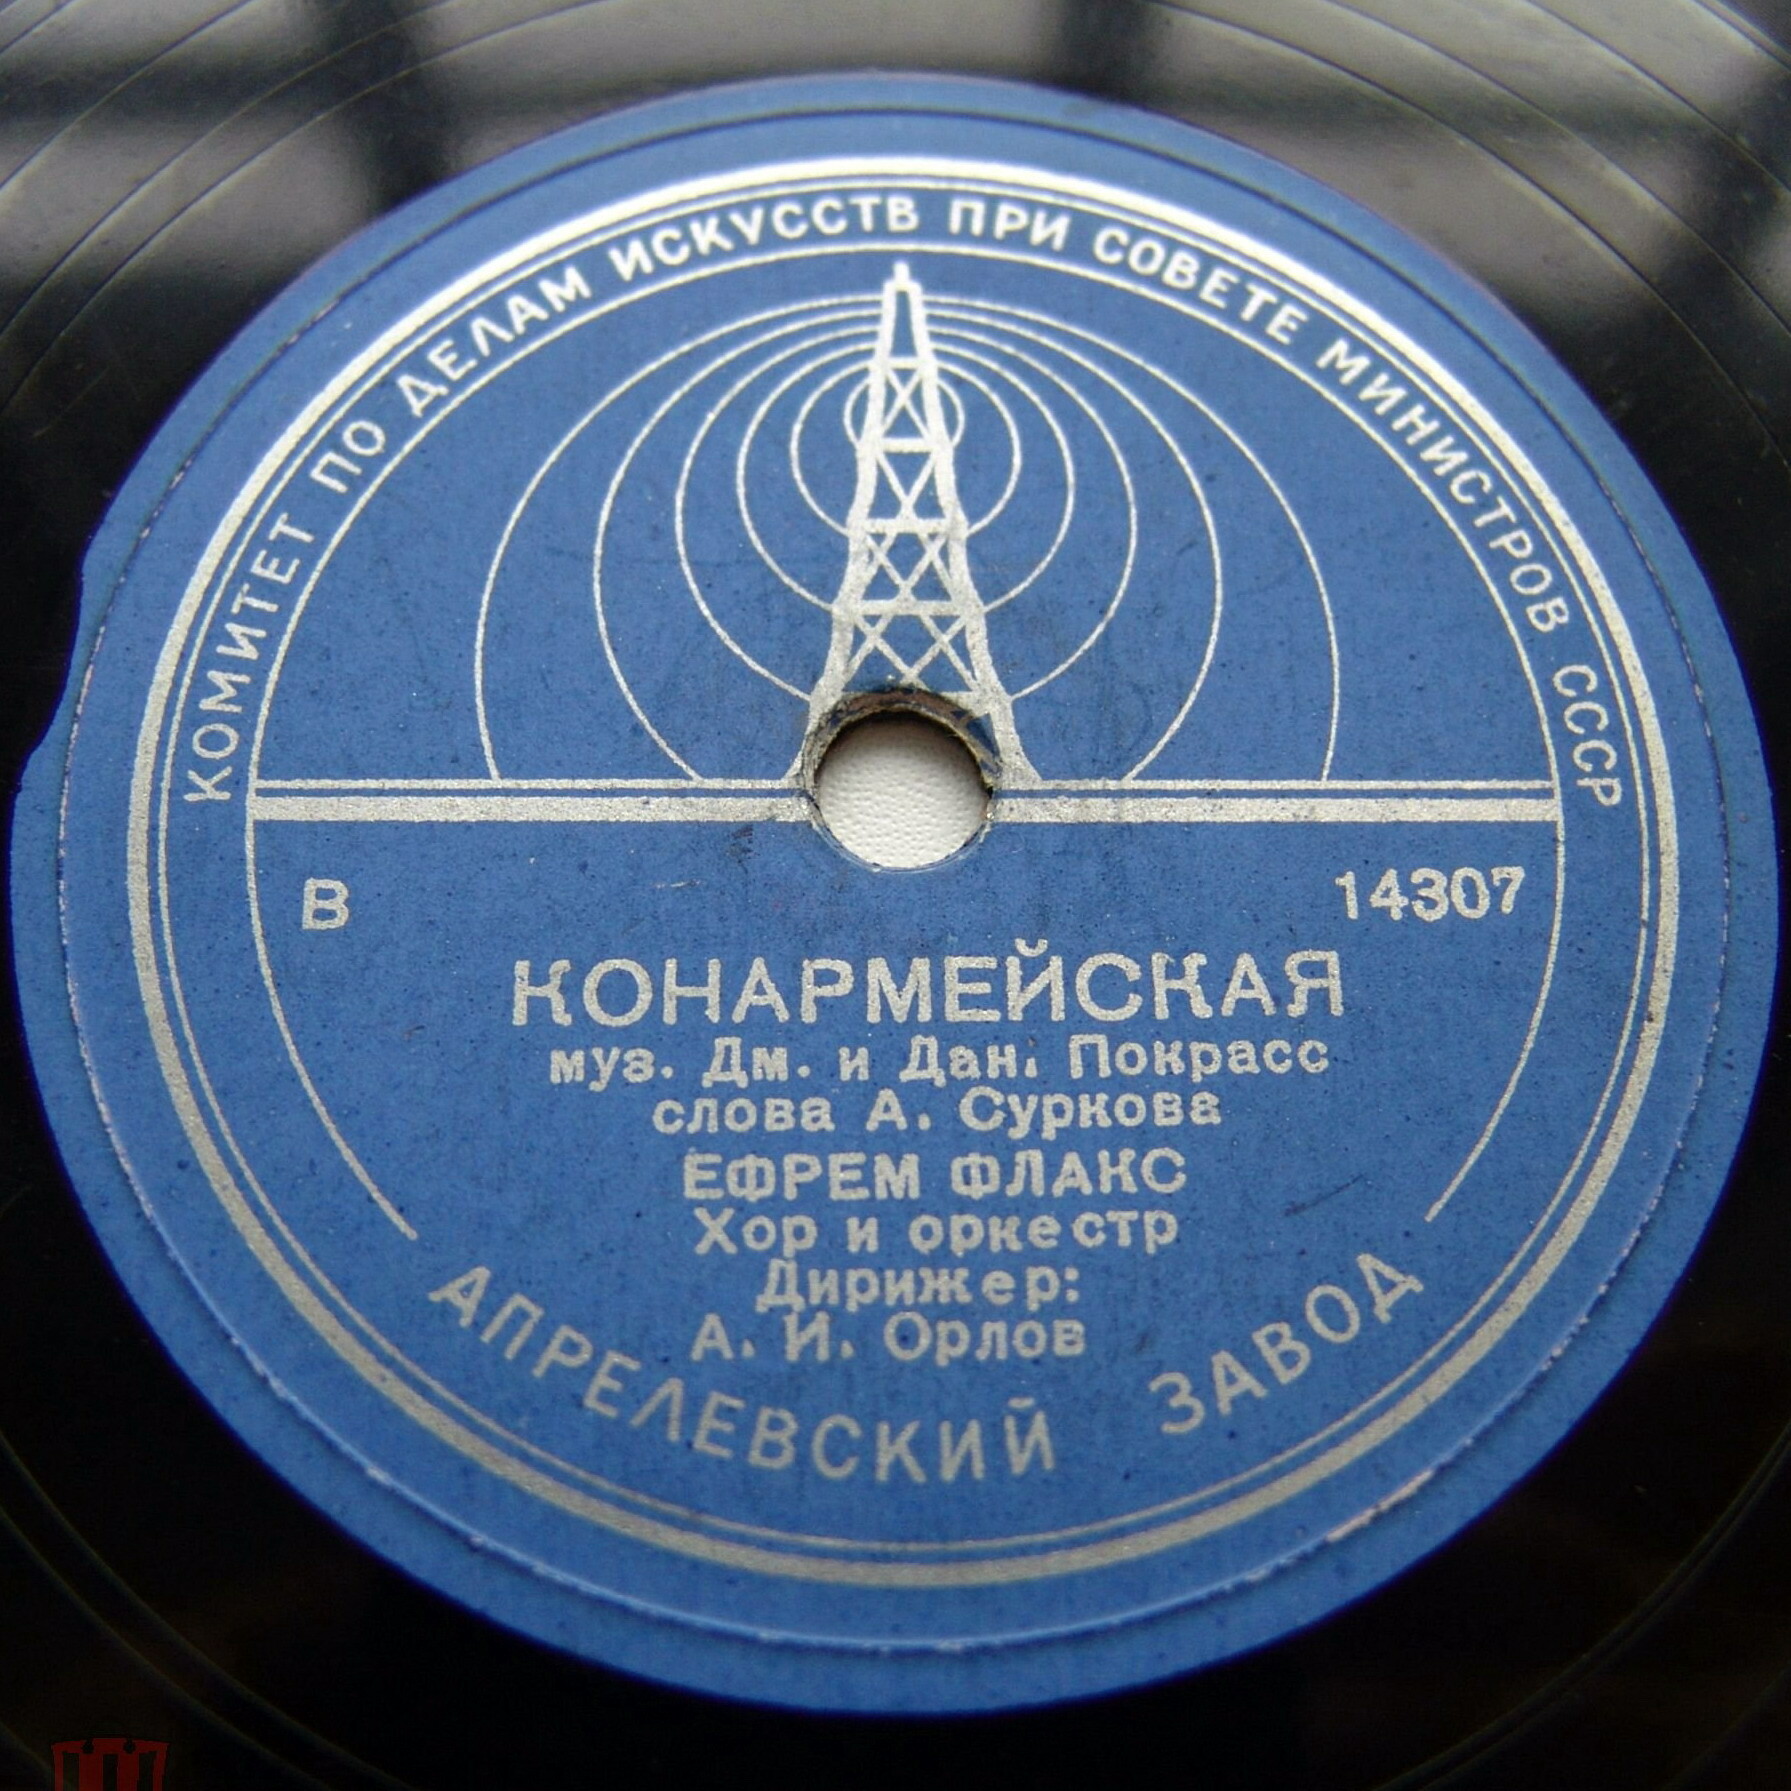 КОМИТЕТ ПО ДЕЛАМ ИСКУССТВ ПРИ СОВЕТЕ МИНИСТРОВ СССР
В 14307
КОНАРМЕЙСКАЯ
муз. Дм. и Дан. Покрасс
слова А. Суркова
ЕФРЕМ ФЛАКС
Хор и оркестр
Дирижер:
А. И. Орлов
АПРЕЛЕВСКИЙ ЗАВОД